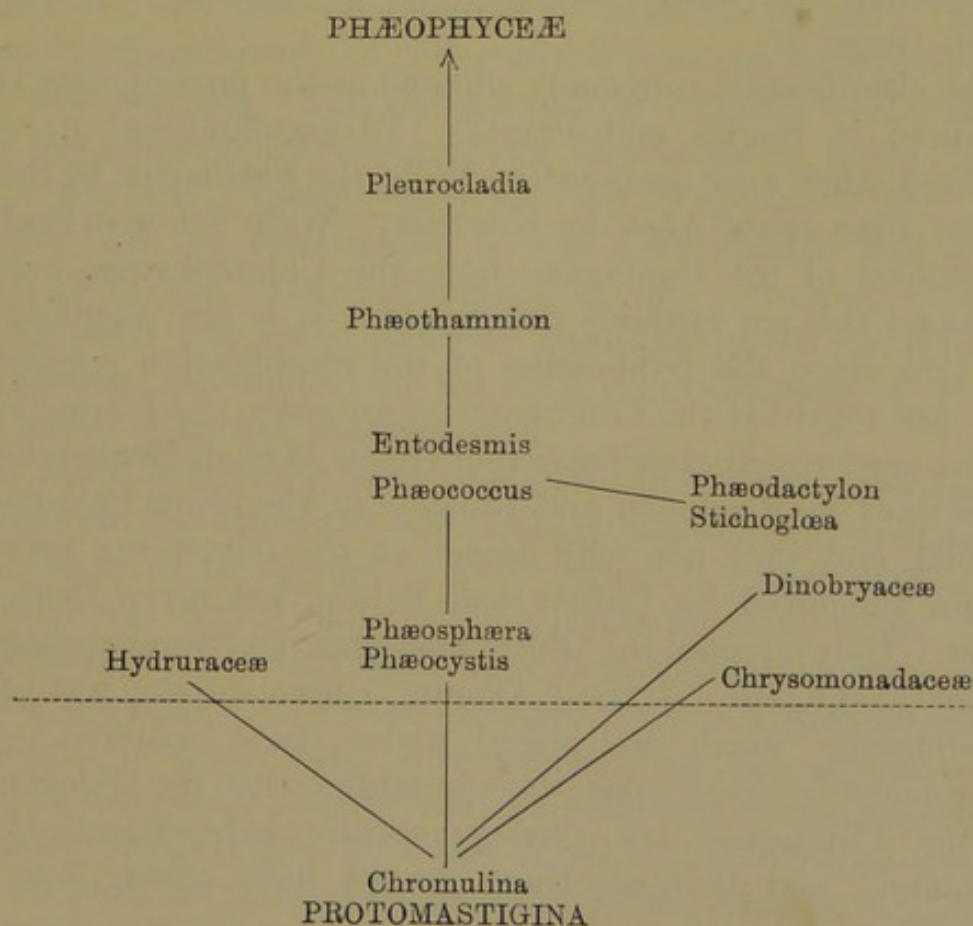 PHÆOPHYCEÆ
Pleurocladia
Phæothamnion
Entodesmis
Phæococcus
Phæodactylon
Stichoglœa
Dinobryaceæ
Phæosphæra
Phæocystis
Hydruraceæ
Chrysomonadaceæ
Chromulina
PROTOMASTIGINA